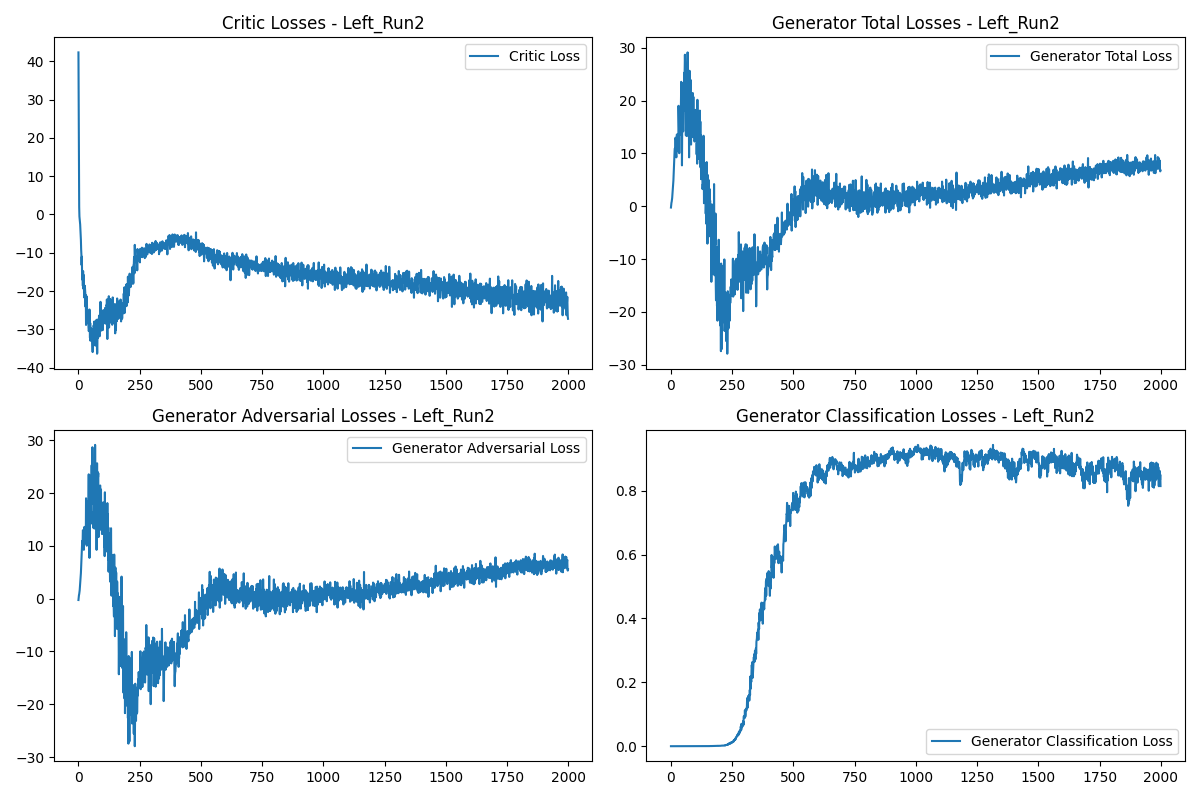 Critic Losses - Left_Run2
Critic Loss
40
30
20
10
0
−10
−20
−30
−40
0 250 500 750 1000 1250 1500 1750 2000
Generator Total Losses - Left_Run2
Generator Total Loss
30
20
10
0
−10
−20
−30
0 250 500 750 1000 1250 1500 1750 2000
Generator Adversarial Losses - Left_Run2
Generator Adversarial Loss
30
20
10
0
−10
−20
−30
0 250 500 750 1000 1250 1500 1750 2000
Generator Classification Losses - Left_Run2
0.8
0.6
0.4
0.2
0.0
Generator Classification Loss
0 250 500 750 1000 1250 1500 1750 2000